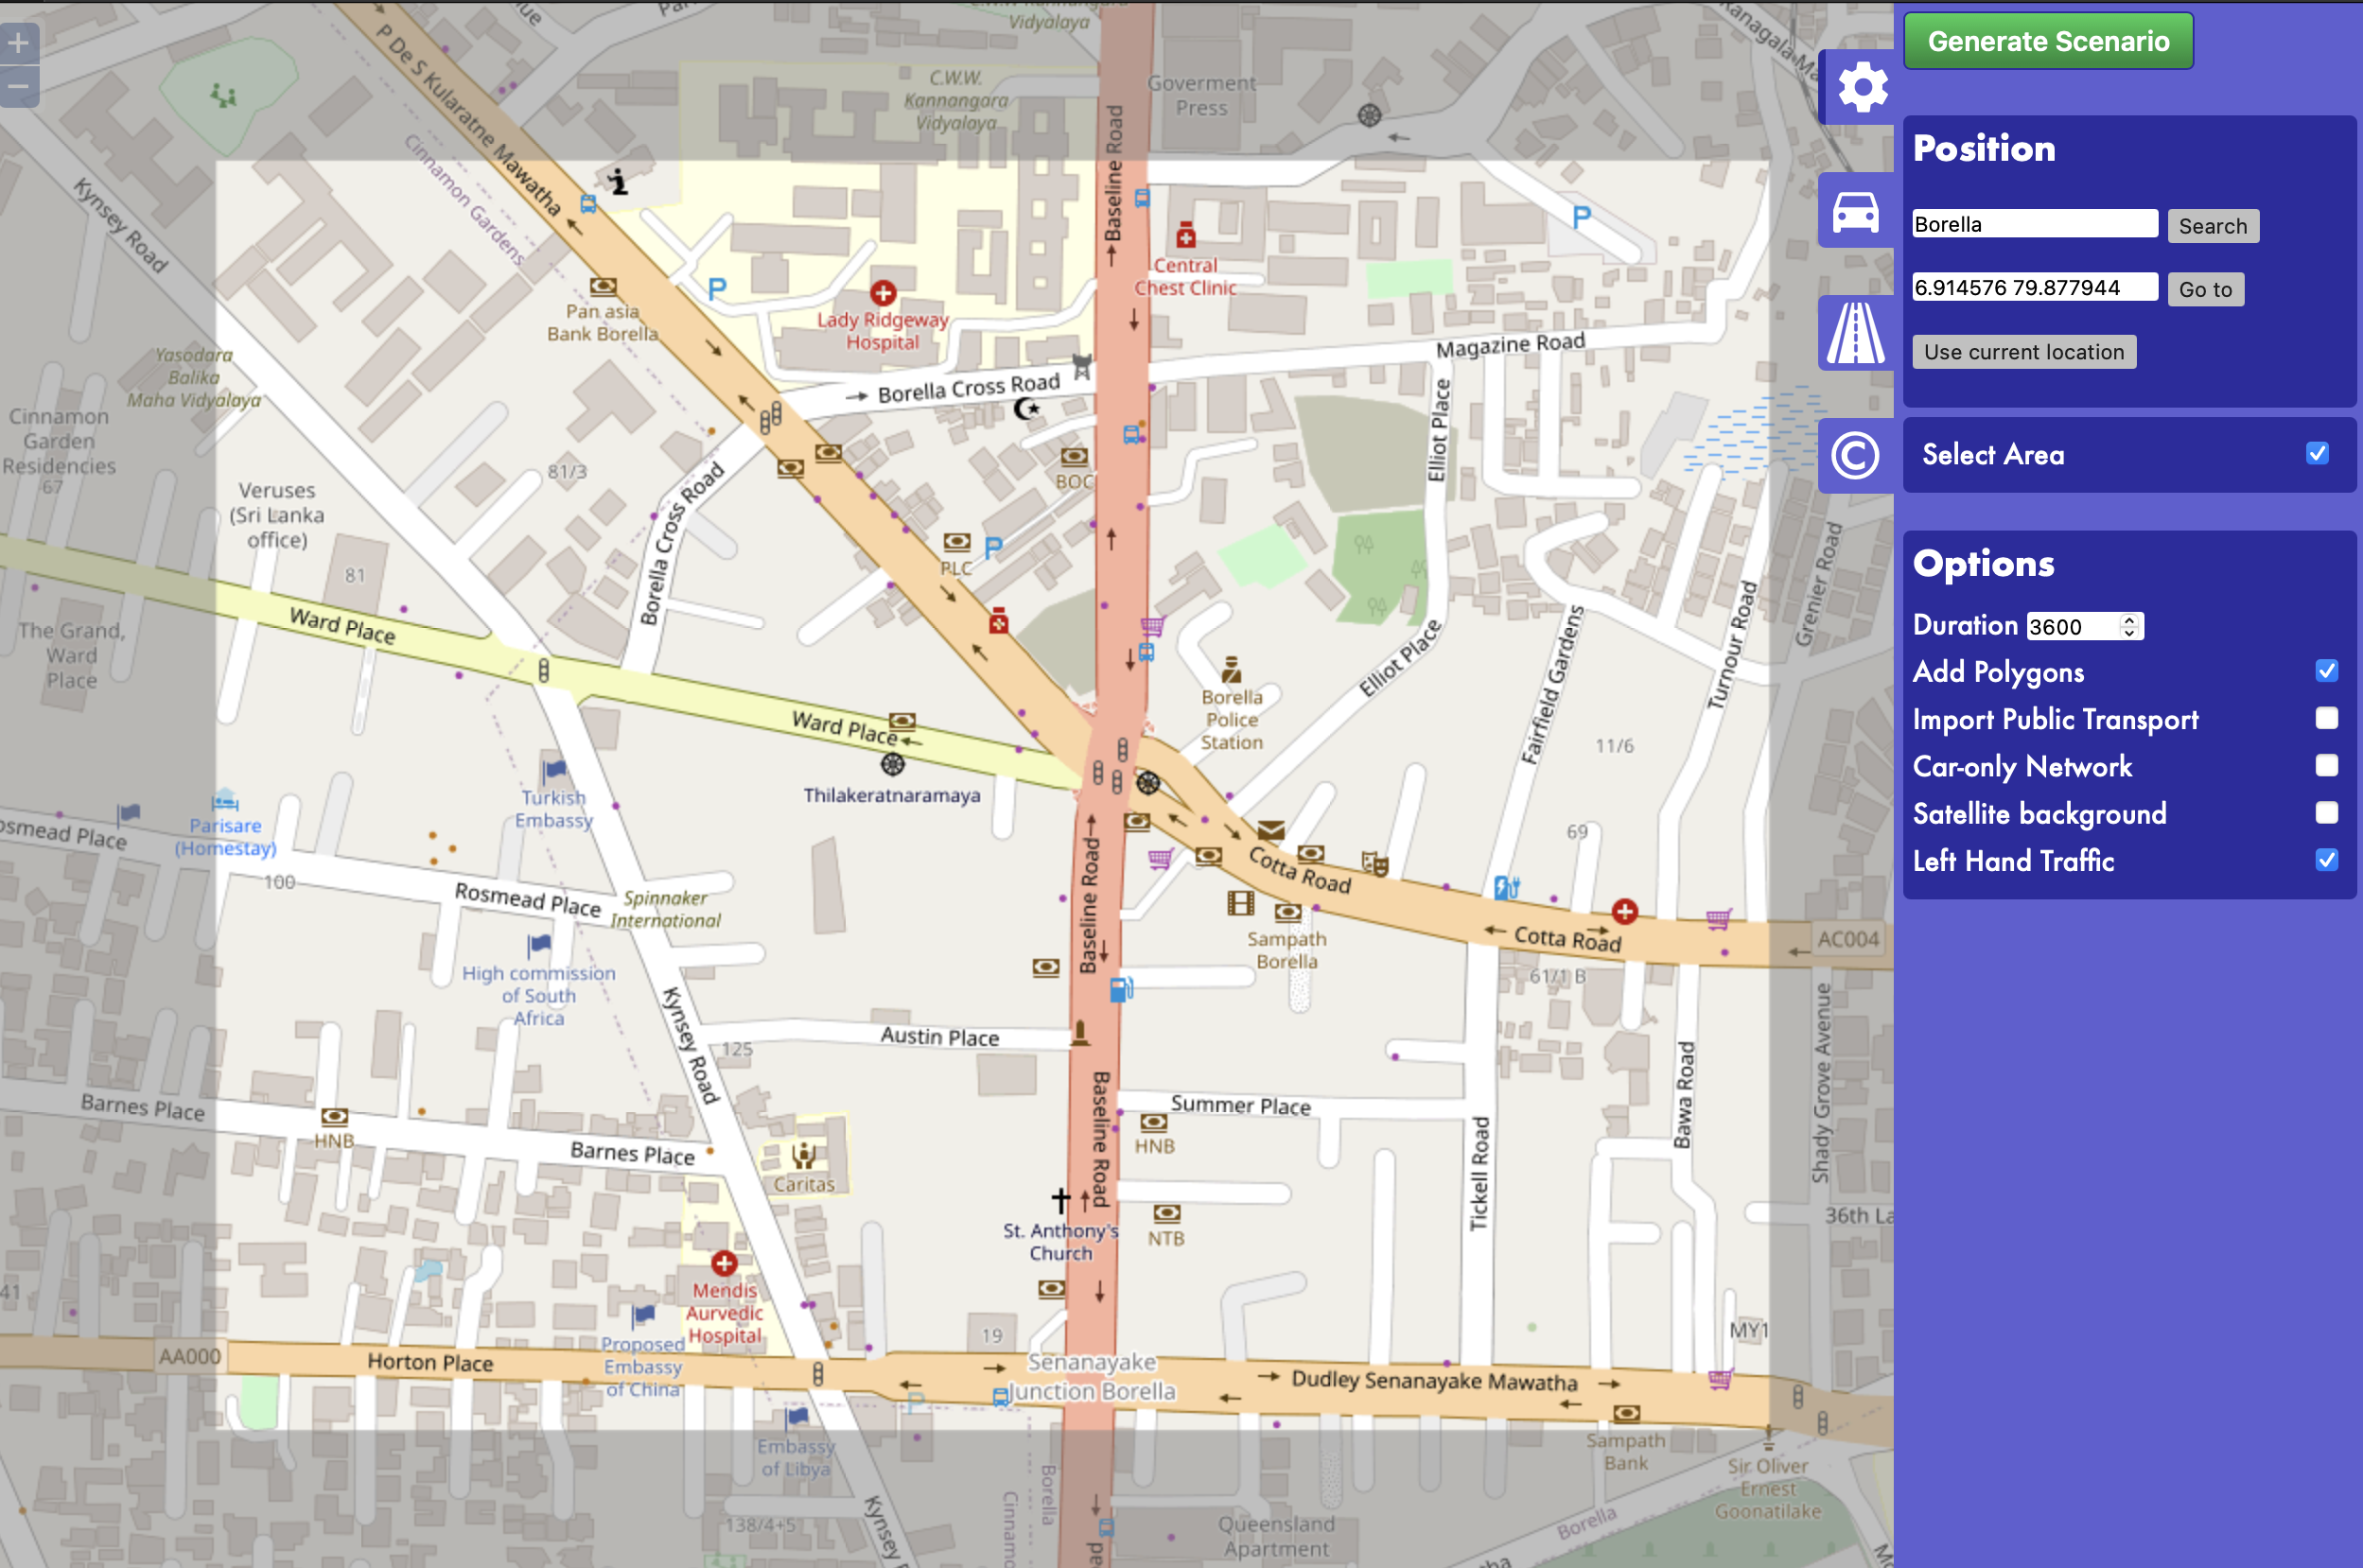 C.W.W. Kannangara
Vidyalaya
P De S Kularatne Mawatha
Cinnamon Gardens
C.W.W.
Kannangara
Vidyalaya
Goverment
Press
Baseline Road
Kynsey Road
Central
Chest Clinic
Pan asia
Bank Borella
Lady Ridgeway
Hospital
Magazine Road
Yasodara
Balika
Maha Vidyalaya
Borella Cross Road
Elliot Place
Cinnamon
Garden
Residencies
67
81/3
BOC
Veruses
(Sri Lanka
office)
Borella Cross Road
PLC
81
Grenier Road
Ward Place
The Grand,
Ward
Place
Elliot Place
Fairfield Gardens
Turnour Road
Borella
Police
Station
Ward Place
11/6
Thilakeratnaramaya
Turkish
Embassy
Parisare
(Homestay)
osmead Place
69
Cotta Road
100
Rosmead Place
Spinnaker
International
Baseline Road
Sampath
Borella
Cotta Road
AC004
High commission
of South
Africa
61/1 B
Kynsey Road
Austin Place
125
Barnes Place
Baseline Road
Summer Place
Bawa Road
Shady Grove Avenue
HNB
Barnes Place
HNB
Caritas
Tickell Road
St. Anthony's
Church
NTB
36th La
41
Mendis
Aurvedic
Hospital
19
MY1
Proposed
Embassy
of China
AA000
Horton Place
Senanayake
Junction Borella
Dudley Senanayake Mawatha
Embassy
of Libya
Sampath
Bank
Sir Oliver
Ernest
Goonatilake
Borella
Cinnamo
Kynsey
138/4+5
Queensland
Apartment
Borella
P
P
P
P
+
−
Generate Scenario
Position
Borella
Search
6.914576 79.877944
Go to
Use current location
Select Area
Options
Duration 3600
Add Polygons
Import Public Transport
Car-only Network
Satellite background
Left Hand Traffic